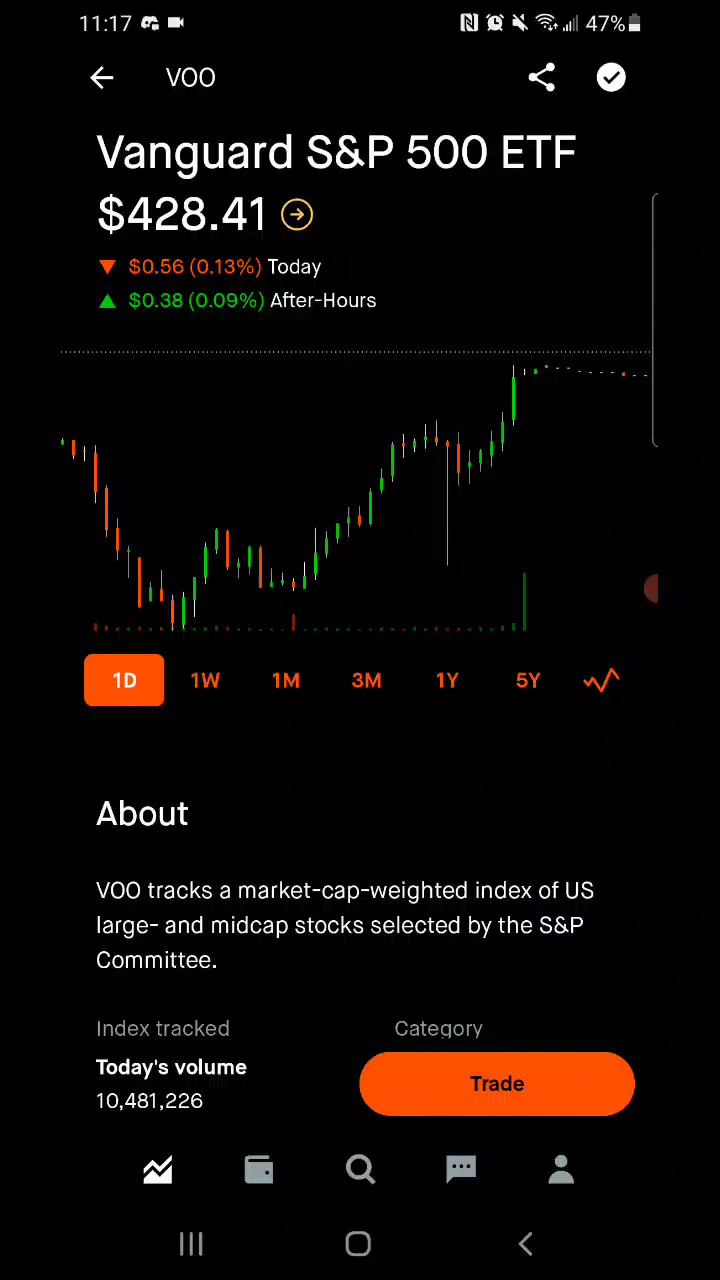 11:17 47%
VOO
Vanguard S&P 500 ETF
$428.41
$0.56 (0.13%) Today
$0.38 (0.09%) After-Hours
1D 1W 1M 3M 1Y 5Y
About
VOO tracks a market-cap-weighted index of US
large- and midcap stocks selected by the S&P
Committee.
Index tracked Category
Today's volume
10,481,226
Trade